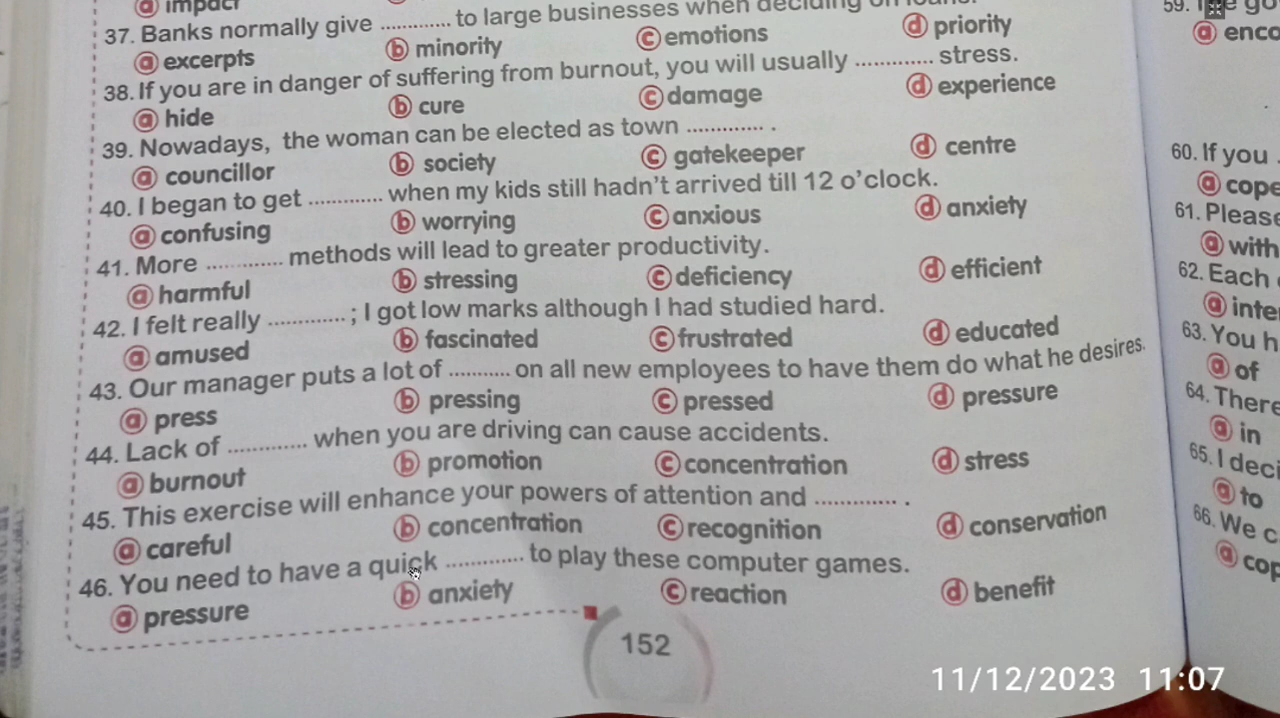 a impact
37. Banks normally give ............ to large businesses when deciding on loans.
a excerpts b minority c emotions d priority
38. If you are in danger of suffering from burnout, you will usually ............. stress.
a hide b cure c damage d experience
39. Nowadays, the woman can be elected as town ............. .
a councillor b society c gatekeeper d centre
40. I began to get ............. when my kids still hadn't arrived till 12 o'clock.
a confusing b worrying c anxious d anxiety
41. More ............. methods will lead to greater productivity.
a harmful b stressing c deficiency d efficient
42. I felt really ............. ; I got low marks although I had studied hard.
a amused b fascinated c frustrated d educated
43. Our manager puts a lot of .......... on all new employees to have them do what he desires.
a press b pressing c pressed d pressure
44. Lack of ............. when you are driving can cause accidents.
a burnout b promotion c concentration d stress
45. This exercise will enhance your powers of attention and ............. .
a careful b concentration c recognition d conservation
46. You need to have a quick ............. to play these computer games.
a pressure b anxiety c reaction d benefit
152
59.
a enco
60. If you
a cope
61. Please
a with
62. Each
a inte
63. You h
a of
64. There
a in
65. I deci
a to
66. We c
a cop
11/12/2023 11:07